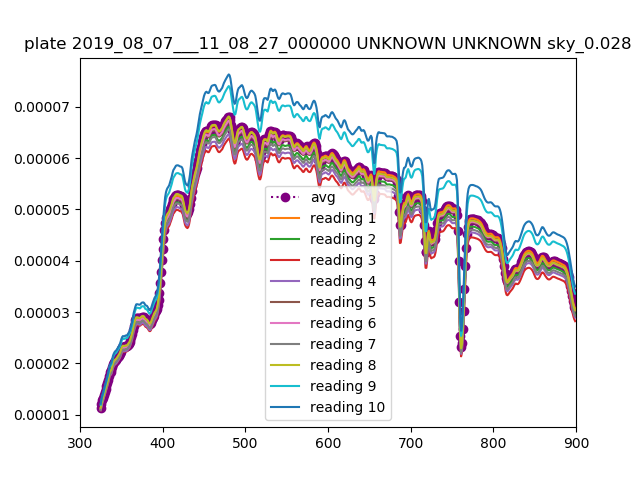 plate 2019_08_07___11_08_27_000000 UNKNOWN UNKNOWN sky_0.028
0.00007
0.00006
0.00005
0.00004
0.00003
0.00002
0.00001
300 400 500 600 700 800 900
avg
reading 1
reading 2
reading 3
reading 4
reading 5
reading 6
reading 7
reading 8
reading 9
reading 10